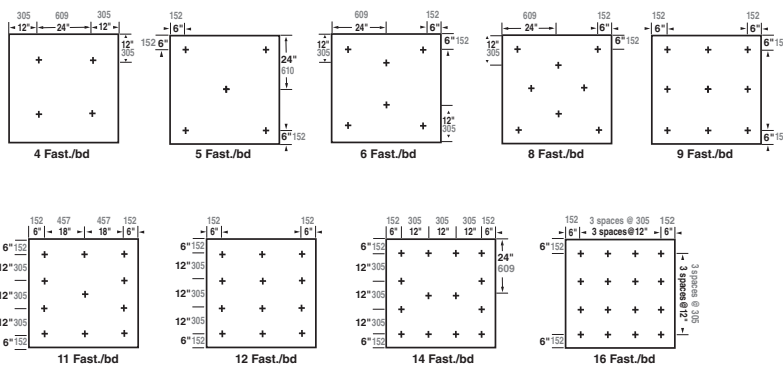 305 609 305
12" 24" 12"
12"
305
4 Fast./bd
152
6"
152 6"
24"
610
6" 152
5 Fast./bd
609 152
24" 6"
12"
305
6" 152
12"
305
6 Fast./bd
609 152
24" 6"
12"
305
6" 152
8 Fast./bd
152 152
6" 6"
6"
6"
9 Fast./bd
152 457 457 152
6" 18" 18" 6"
6" 152
305
12" 305
305
6" 152
11 Fast./bd
152 152
6" 6"
6" 152
12" 305
12" 305
12" 305
6" 152
12 Fast./bd
152 305 305 305 152
6" 12" 12" 12" 6"
6" 152
12" 305
12" 305
12" 305
6" 152
24"
609
14 Fast./bd
152 3 spaces @ 305 152
6" 3 spaces@12" 6"
6" 152
6" 152
3 spaces@12"
3 spaces @ 305
16 Fast./bd